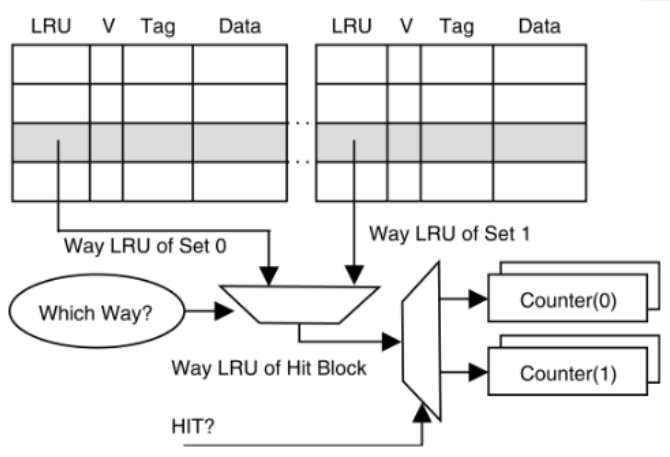 LRU V Tag Data LRU V Tag Data
Way LRU of Set 0
Way LRU of Set 1
Which Way?
Counter(0)
Way LRU of Hit Block
Counter(1)
HIT?